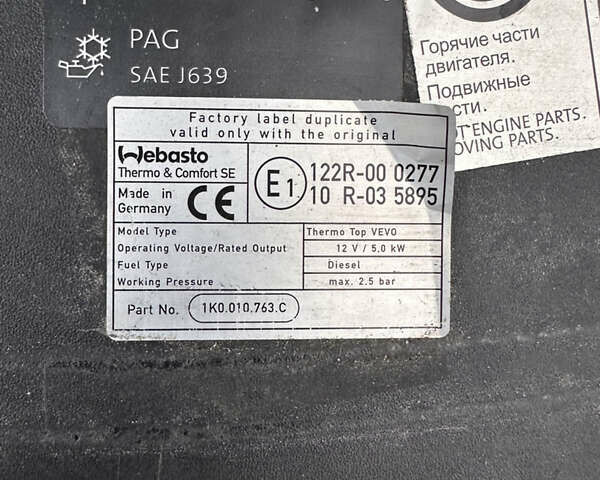 PAG
SAE J639
Горячие части
двигателя.
Подвижные
сти.
OT ENGINE PARTS.
OVING PARTS.
Factory label duplicate
valid only with the original
Webasto
Thermo & Comfort SE
Made in
Germany
CE
E1
122R-00 0277
10 R-03 5895
Model Type
Thermo Top VEVO
Operating Voltage/Rated Output
12 V / 5,0 kW
Fuel Type
Diesel
Working Pressure
max. 2.5 bar
Part No.
1K0.010.763.C